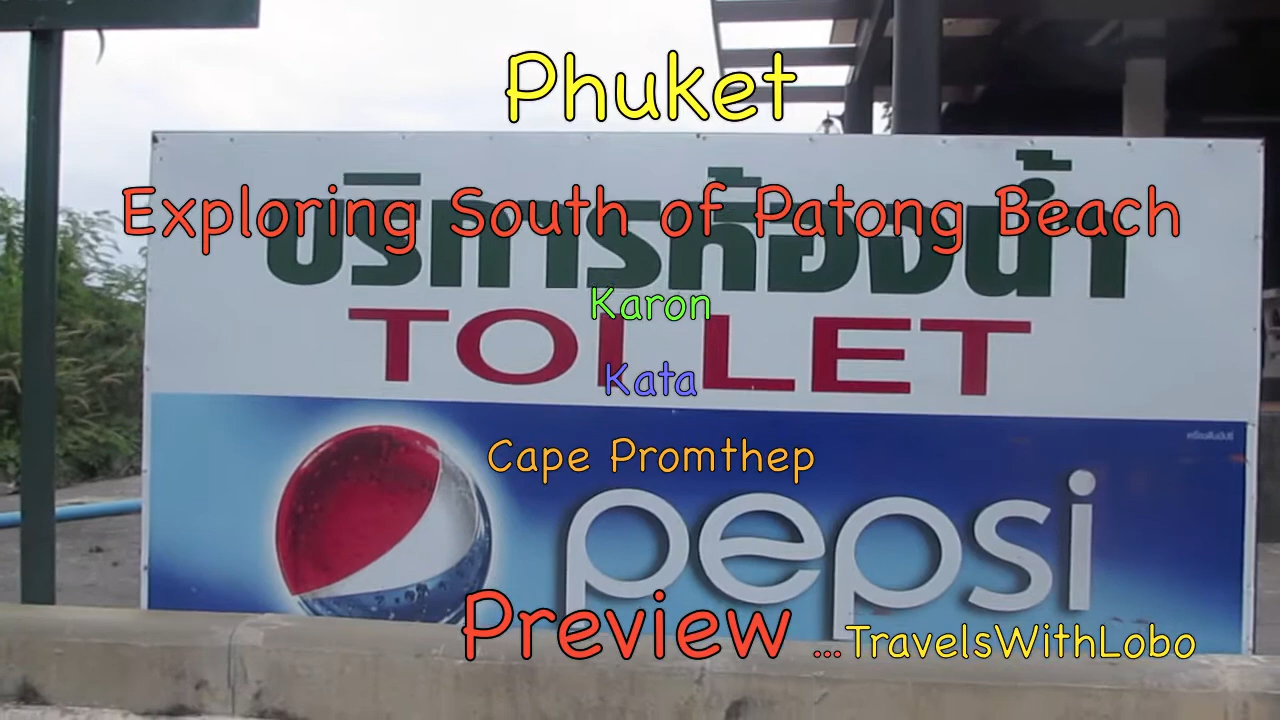 Phuket
Exploring South of Patong Beach
บริการห้องน้ำ
Karon
TOILET
Kata
Cape Promthep
pepsi
Preview ...TravelsWithLobo